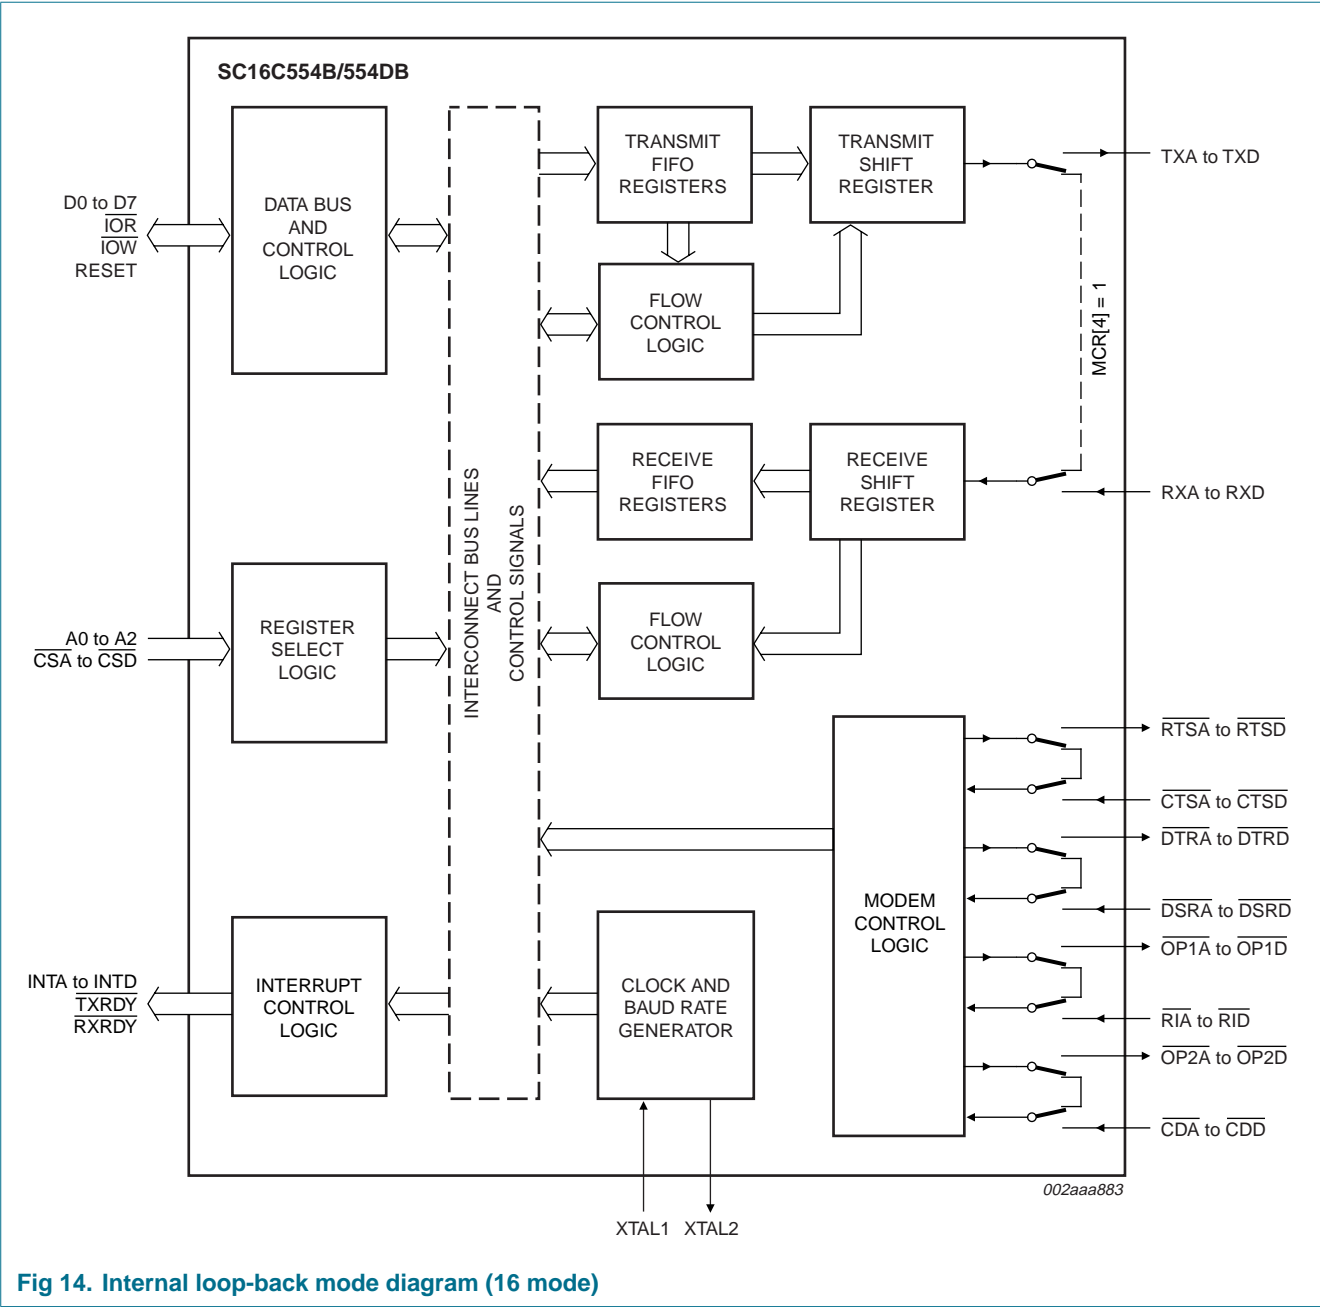 SC16C554B/554DB
D0 to D7
IOR
IOW
RESET
DATA BUS
AND
CONTROL
LOGIC
TRANSMIT
FIFO
REGISTERS
TRANSMIT
SHIFT
REGISTER
TXA to TXD
FLOW
CONTROL
LOGIC
MCR[4] = 1
INTERCONNECT BUS LINES
AND
CONTROL SIGNALS
RECEIVE
FIFO
REGISTERS
RECEIVE
SHIFT
REGISTER
RXA to RXD
A0 to A2
CSA to CSD
REGISTER
SELECT
LOGIC
FLOW
CONTROL
LOGIC
RTSA to RTSD
CTSA to CTSD
DTRA to DTRD
MODEM
CONTROL
LOGIC
DSRA to DSRD
OP1A to OP1D
RIA to RID
OP2A to OP2D
CDA to CDD
INTA to INTD
TXRDY
RXRDY
INTERRUPT
CONTROL
LOGIC
CLOCK AND
BAUD RATE
GENERATOR
002aaa883
XTAL1 XTAL2
Fig 14. Internal loop-back mode diagram (16 mode)